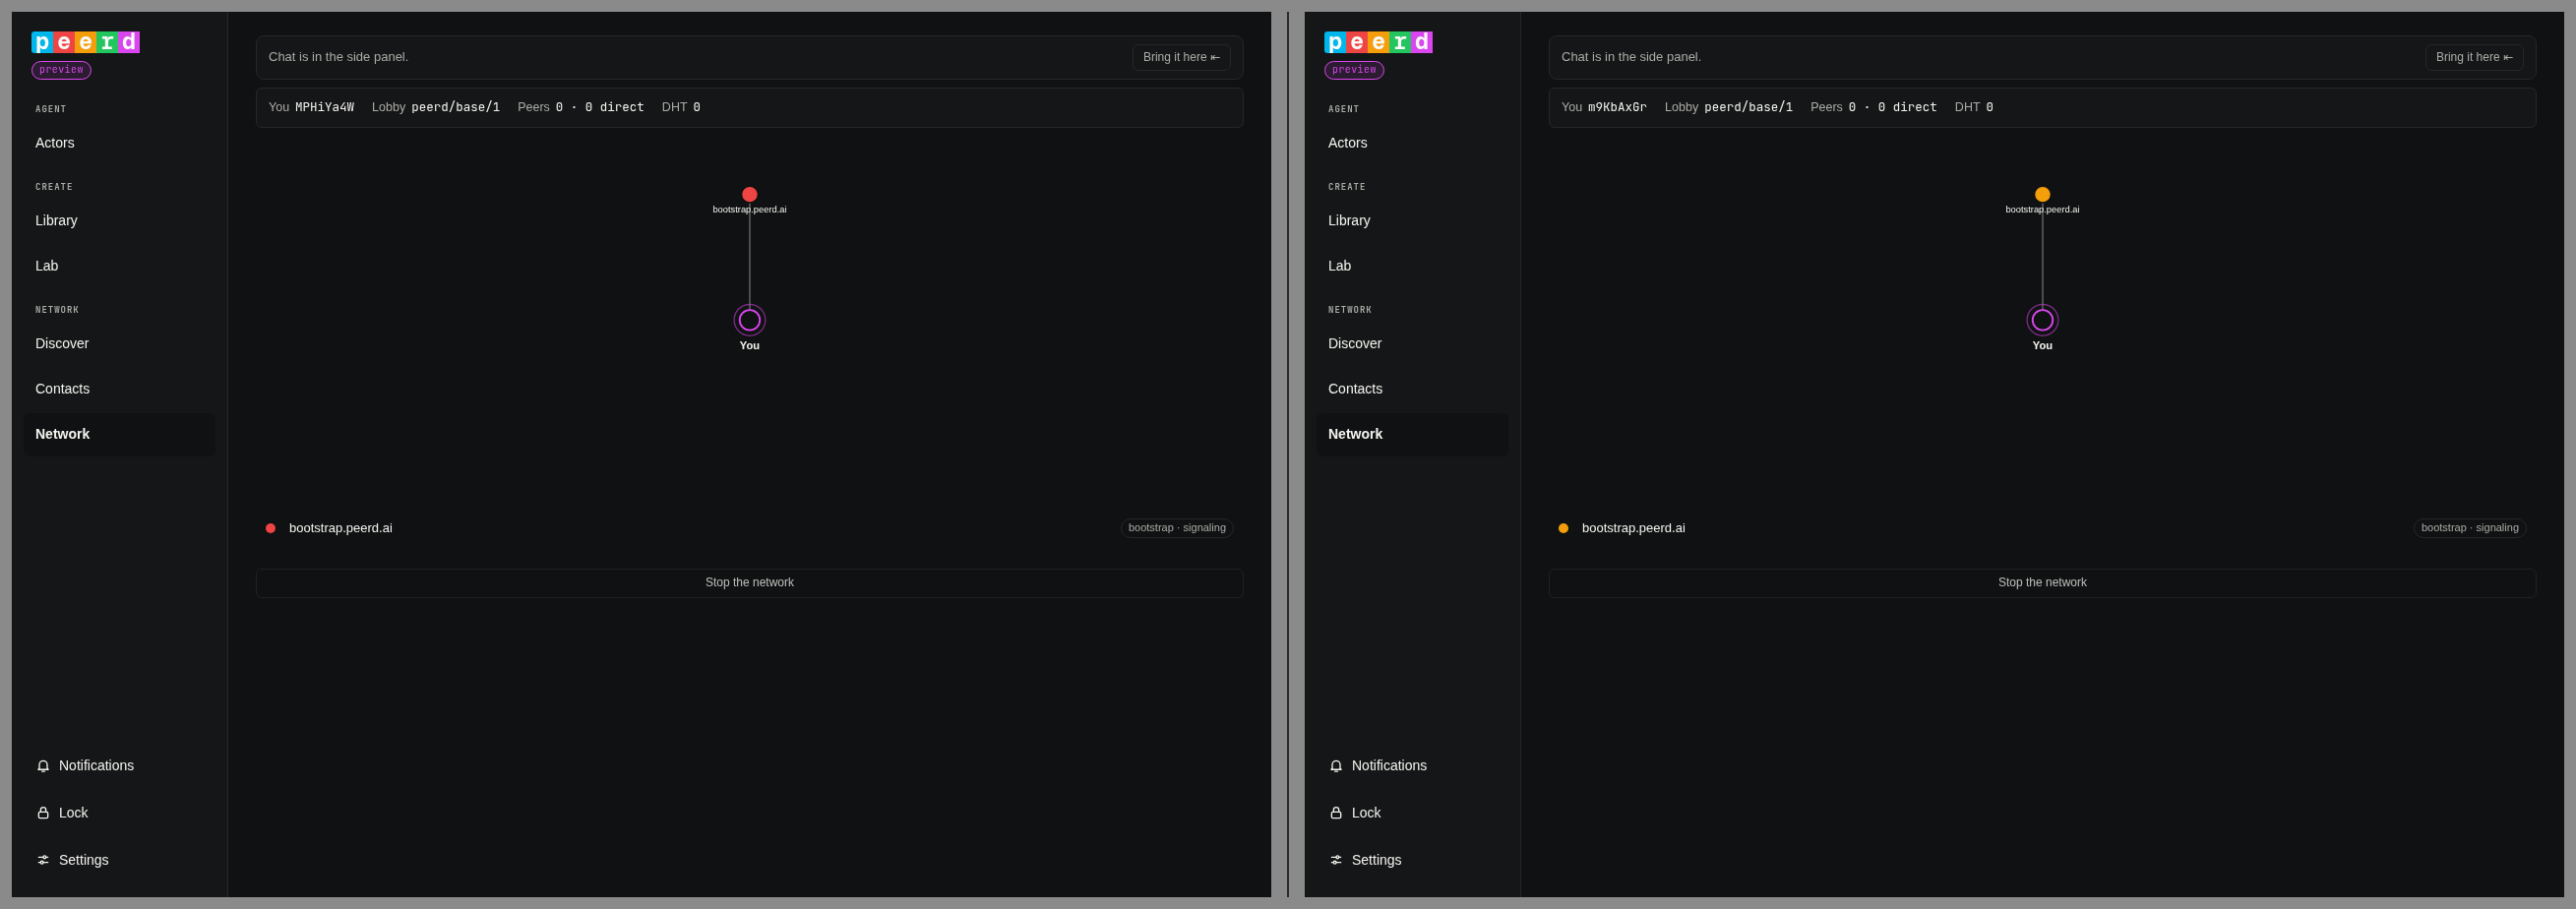 peerd
preview
AGENT
Actors
CREATE
Library
Lab
NETWORK
Discover
Contacts
Network
Notifications
Lock
Settings
Chat is in the side panel.
Bring it here ⇤
You MPHiYa4W Lobby peerd/base/1 Peers 0 · 0 direct DHT 0
bootstrap.peerd.ai
You
bootstrap.peerd.ai
bootstrap · signaling
Stop the network
peerd
preview
AGENT
Actors
CREATE
Library
Lab
NETWORK
Discover
Contacts
Network
Notifications
Lock
Settings
Chat is in the side panel.
Bring it here ⇤
You m9KbAxGr Lobby peerd/base/1 Peers 0 · 0 direct DHT 0
bootstrap.peerd.ai
You
bootstrap.peerd.ai
bootstrap · signaling
Stop the network